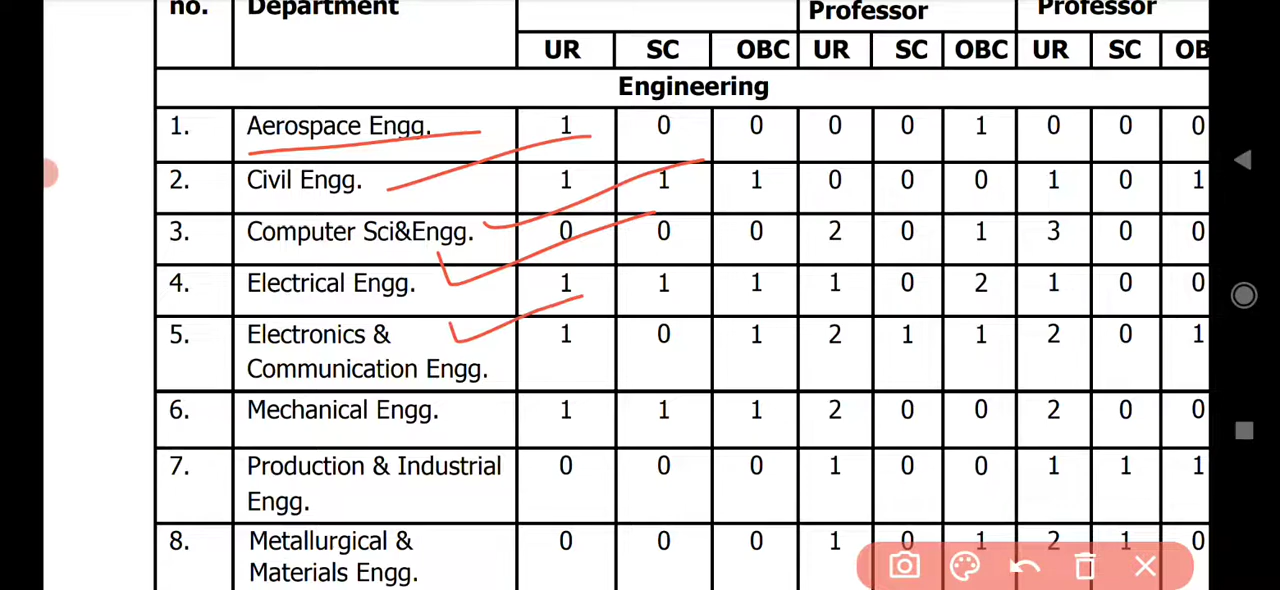 no. Department Professor Professor
UR SC OBC UR SC OBC UR SC OB
Engineering
1. Aerospace Engg. 1 0 0 0 0 1 0 0 0
2. Civil Engg. 1 1 1 0 0 0 1 0 1
3. Computer Sci&Engg. 0 0 0 2 0 1 3 0 0
4. Electrical Engg. 1 1 1 1 0 2 1 0 0
5. Electronics & 1 0 1 2 1 1 2 0 1
Communication Engg.
6. Mechanical Engg. 1 1 1 2 0 0 2 0 0
7. Production & Industrial 0 0 0 1 0 0 1 1 1
Engg.
8. Metallurgical & 0 0 0 1 0 1 2 1 0
Materials Engg.